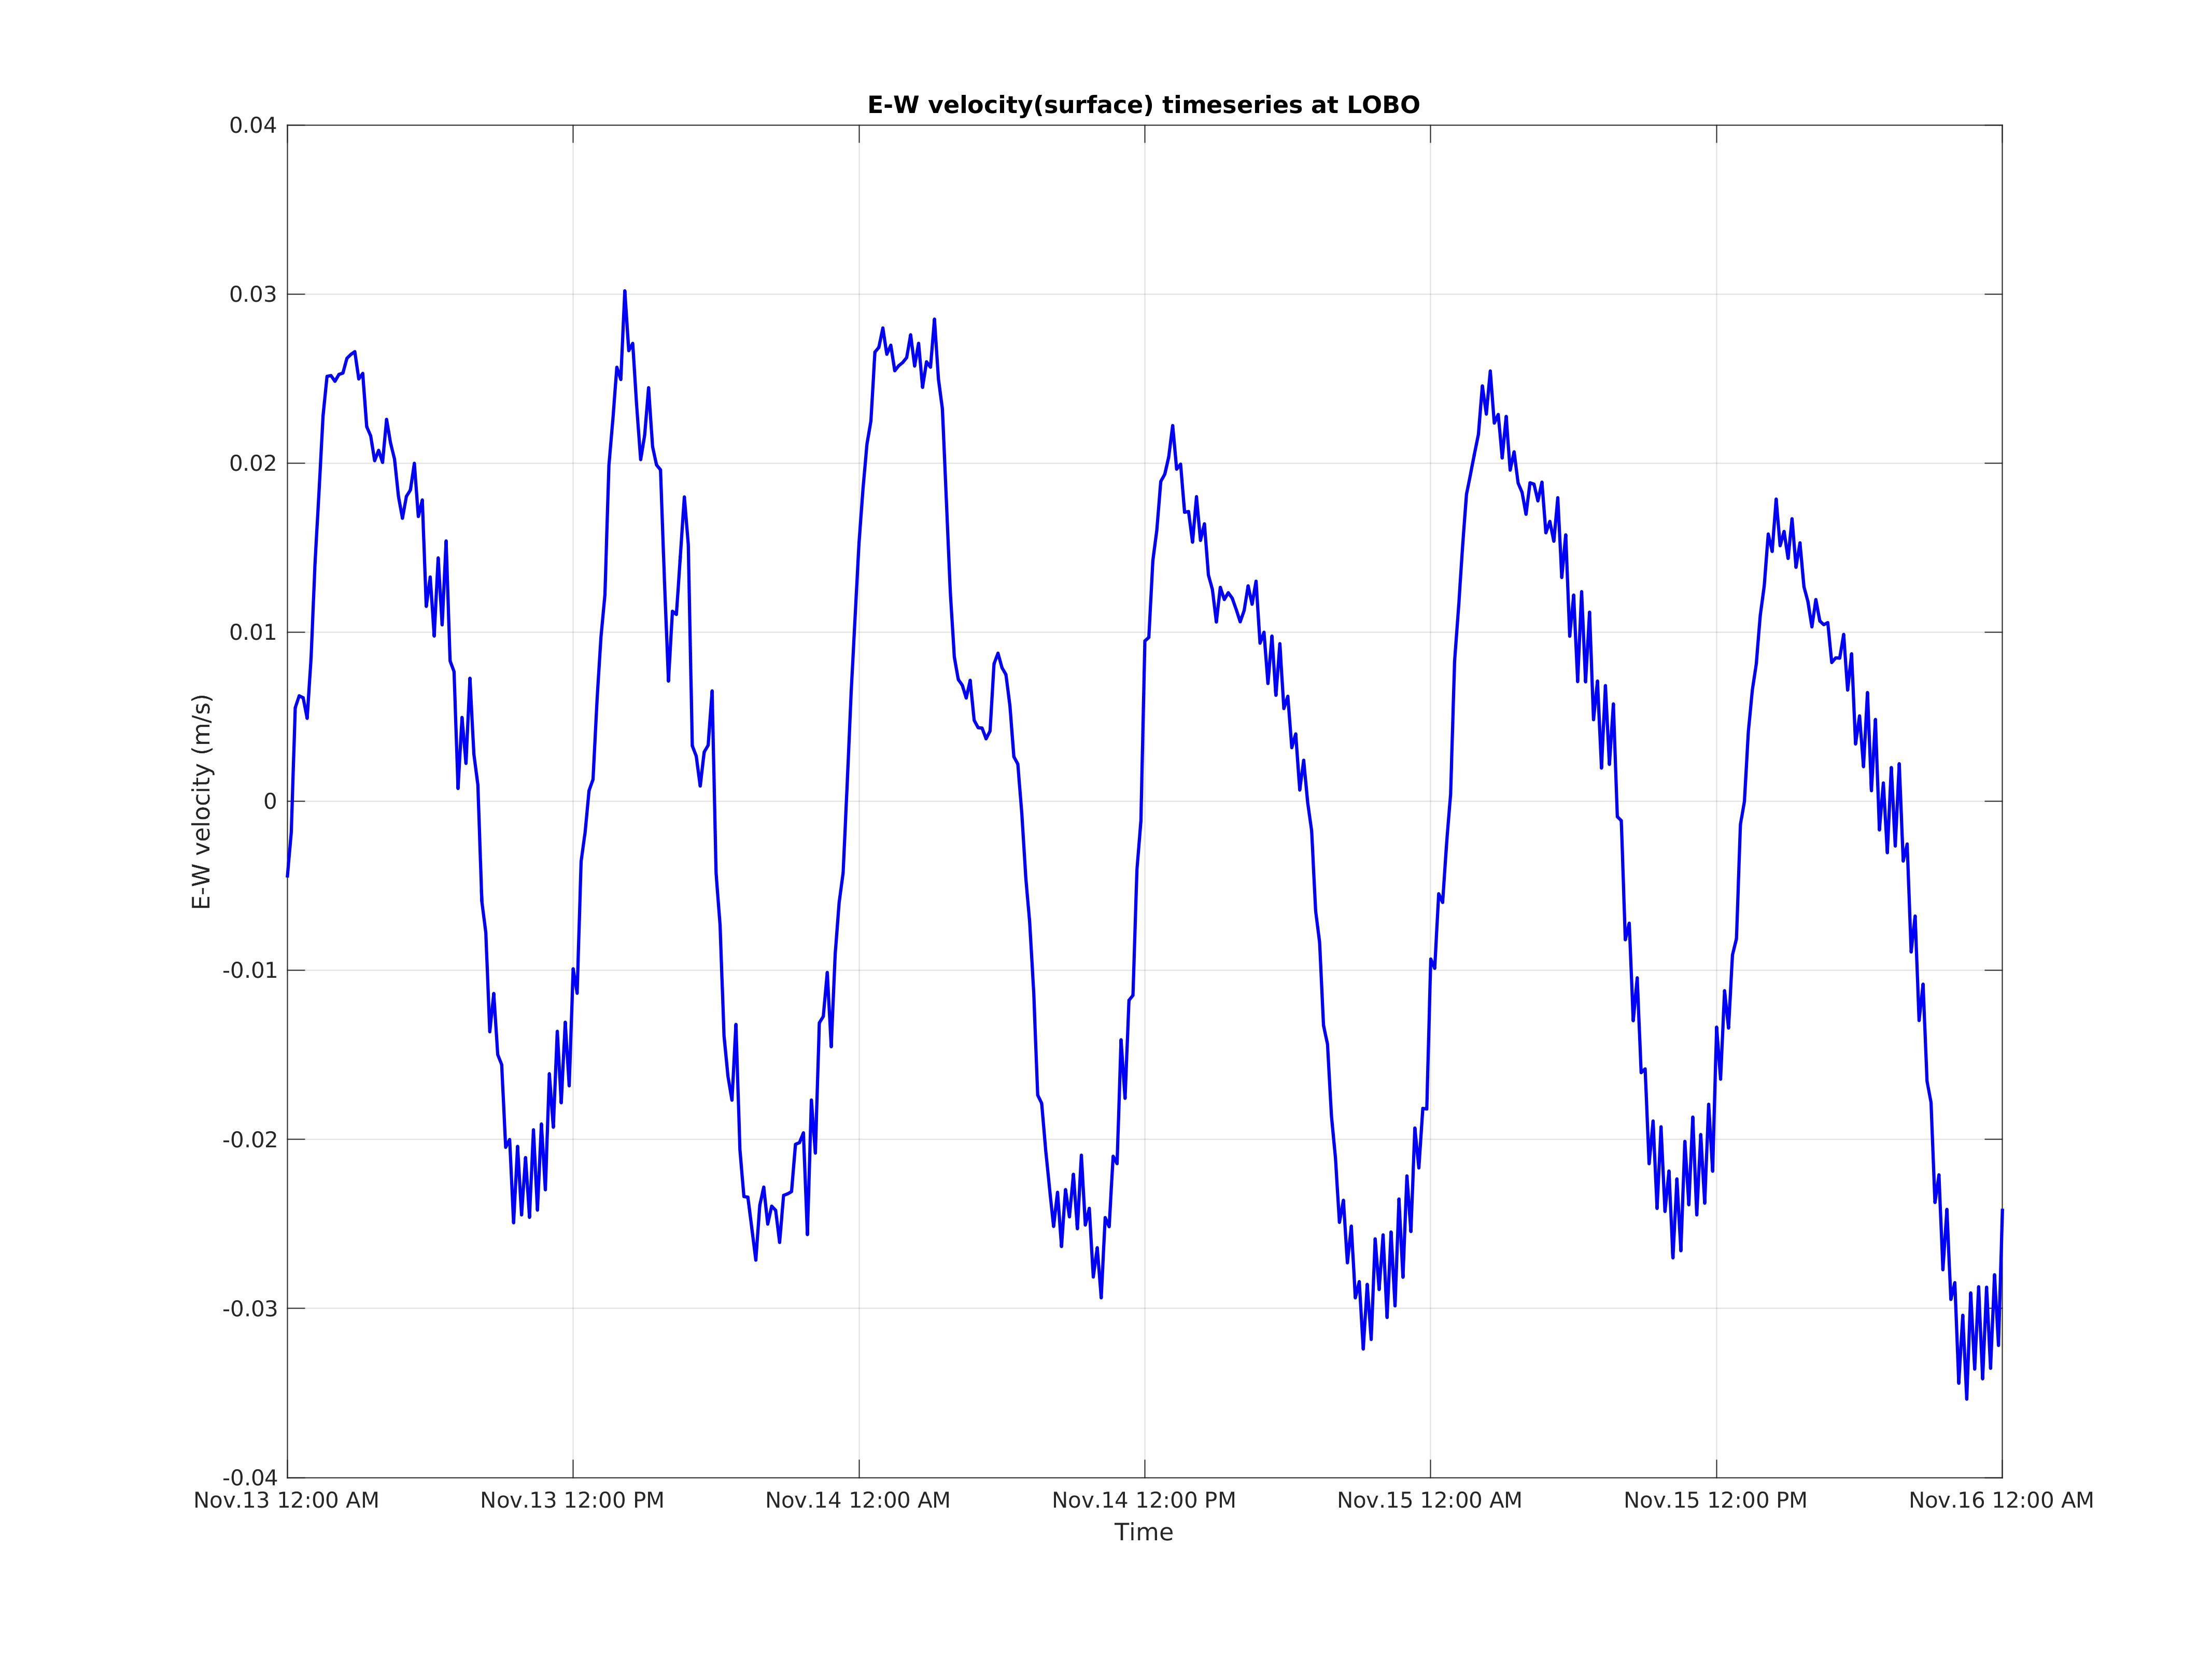 E-W velocity(surface) timeseries at LOBO
0.04
0.03
0.02
0.01
0
-0.01
-0.02
-0.03
-0.04
E-W velocity (m/s)
Nov.13 12:00 AM Nov.13 12:00 PM Nov.14 12:00 AM Nov.14 12:00 PM Nov.15 12:00 AM Nov.15 12:00 PM Nov.16 12:00 AM
Time